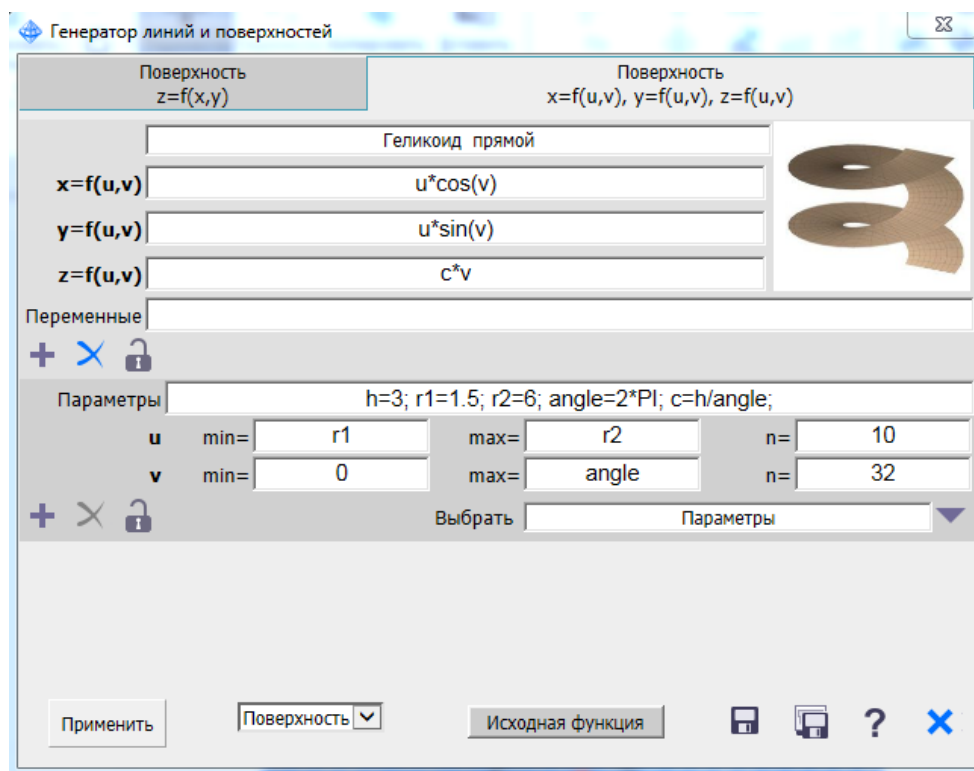 Генератор линий и поверхностей
Поверхность
z=f(x,y)
Поверхность
x=f(u,v), y=f(u,v), z=f(u,v)
Геликоид прямой
x=f(u,v) u*cos(v)
y=f(u,v) u*sin(v)
z=f(u,v) c*v
Переменные
Параметры h=3; r1=1.5; r2=6; angle=2*PI; c=h/angle;
u min= r1 max= r2 n= 10
v min= 0 max= angle n= 32
Выбрать Параметры
Применить Поверхность Исходная функция ?